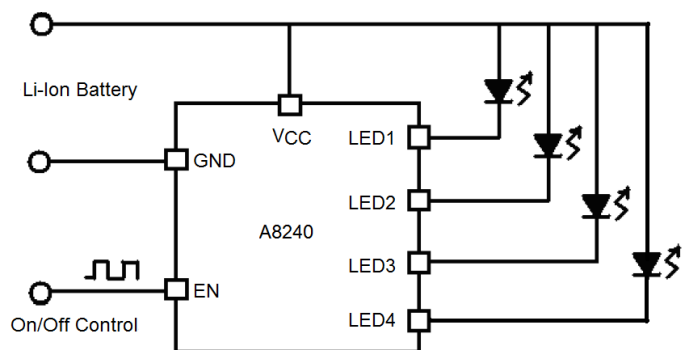 Li-Ion Battery
VCC
LED1
GND
LED2
A8240
LED3
EN
LED4
On/Off Control